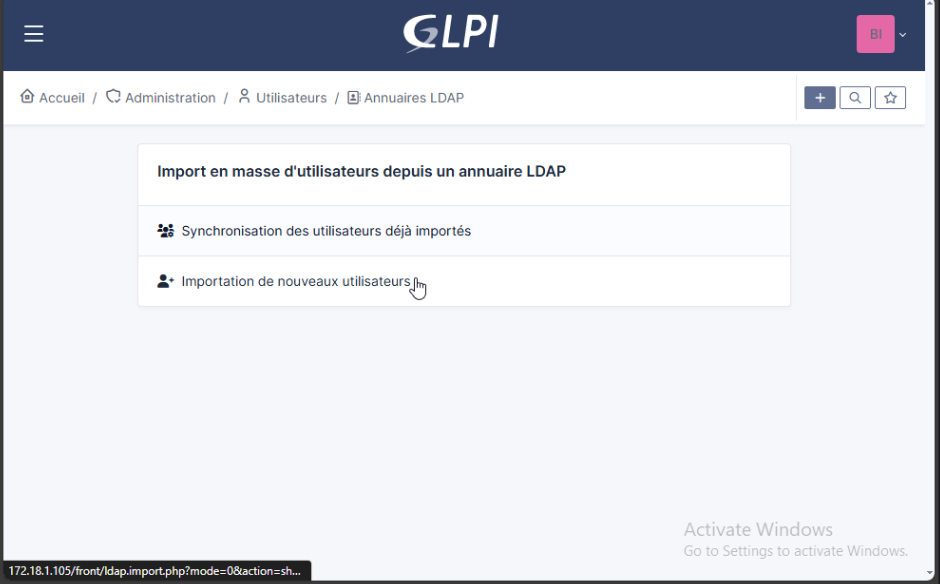 GLPI
BI
Accueil / Administration / Utilisateurs / Annuaires LDAP
Import en masse d'utilisateurs depuis un annuaire LDAP
Synchronisation des utilisateurs déjà importés
Importation de nouveaux utilisateurs
Activate Windows
Go to Settings to activate Windows.
172.18.1.105/front/ldap.import.php?mode=0&action=sh...